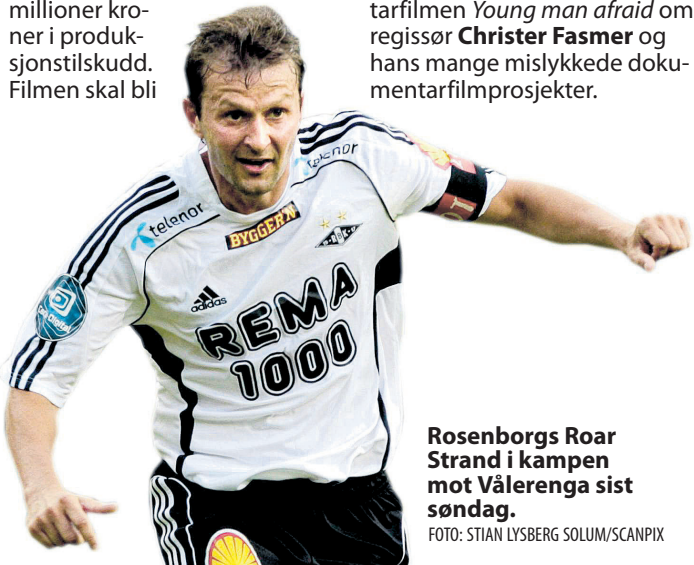 millioner kro-
ner i produk-
sjonstilskudd.
Filmen skal bli
tarfilmen Young man afraid om
regissør Christer Fasmer og
hans mange mislykkede doku-
mentarfilmprosjekter.
telenor
telenor
BYGGER'N
adidas
REMA
1000
Rosenborgs Roar
Strand i kampen
mot Vålerenga sist
søndag.
FOTO: STIAN LYSBERG SOLUM/SCANPIX